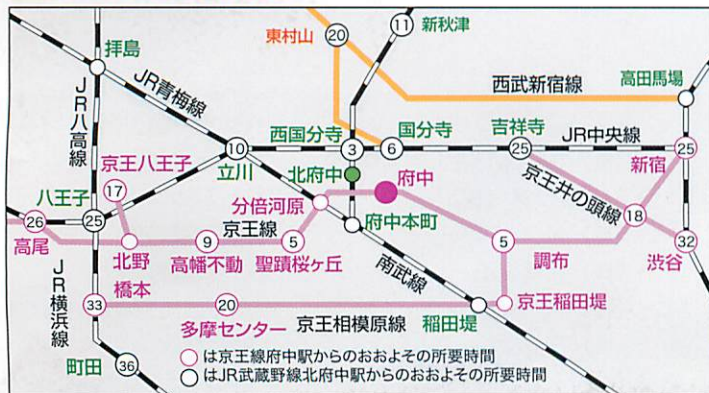 ⑪ 新秋津
東村山 ⑳
拝島
JR青梅線
西武新宿線
高田馬場
JR八高線
⑩ 立川
西国分寺 ③
国分寺 ⑥
吉祥寺 ㉕
JR中央線
新宿 ㉕
京王八王子 ⑰
北府中
府中
京王井の頭線
八王子 ㉕
分倍河原
⑱
高尾 ㉖
京王線
府中本町
北野
高幡不動 ⑨
聖蹟桜ヶ丘 ⑤
南武線
調布 ⑤
渋谷 ㉜
JR横浜線
橋本 ㉝
多摩センター ⑳
京王相模原線
稲田堤
京王稲田堤
町田 ㊱
○は京王線府中駅からのおおよその所要時間
○はJR武蔵野線北府中駅からのおおよその所要時間